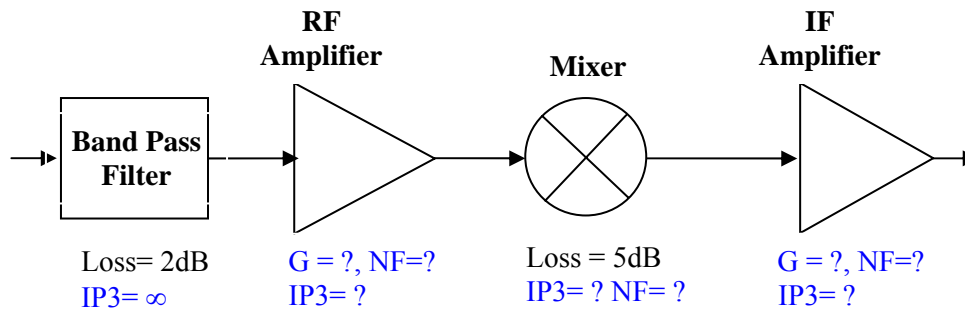 RF
Amplifier
Mixer
IF
Amplifier
Band Pass
Filter
Loss= 2dB
IP3= ∞
G = ?, NF=?
IP3= ?
Loss = 5dB
IP3= ? NF= ?
G = ?, NF=?
IP3= ?